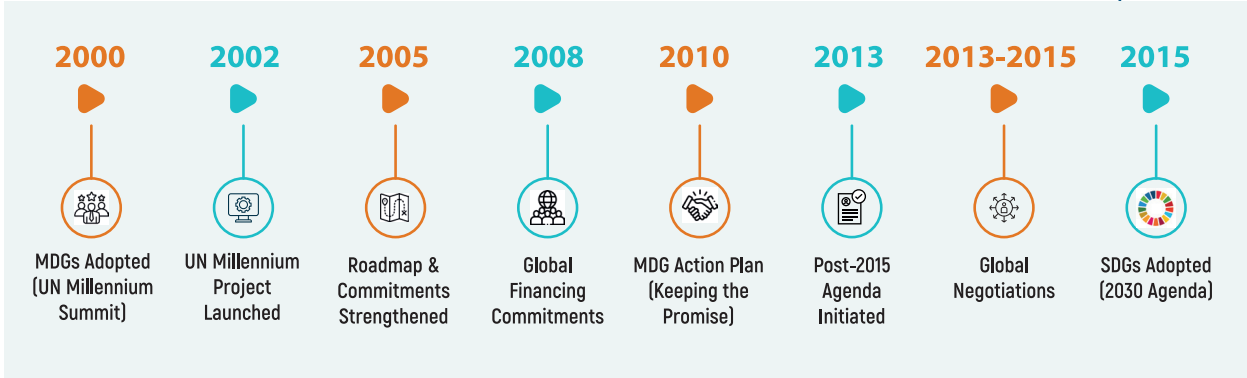 2000
2002
2005
2008
2010
2013
2013-2015
2015
MDGs Adopted
(UN Millennium
Summit)
UN Millennium
Project
Launched
Roadmap &
Commitments
Strengthened
Global
Financing
Commitments
MDG Action Plan
(Keeping the
Promise)
Post-2015
Agenda
Initiated
Global
Negotiations
SDGs Adopted
(2030 Agenda)